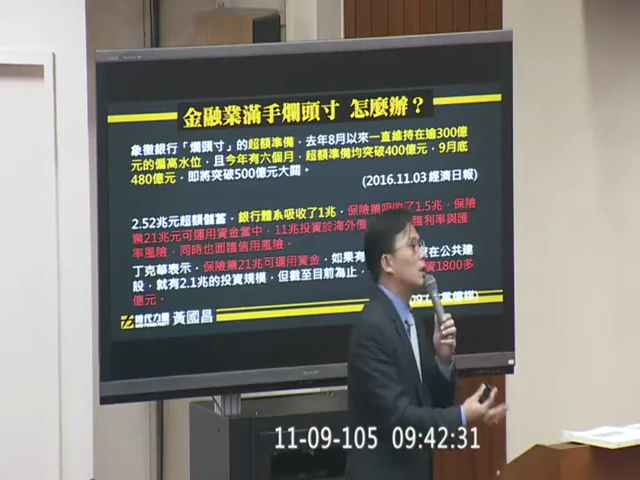 金融業滿手爛頭寸 怎麼辦？
象徵銀行「爛頭寸」的超額準備，去年8月以來一直維持在逾300億
元的偏高水位，且今年有六個月，超額準備均突破400億元，9月底
480億元，即將突破500億元大關。
(2016.11.03 經濟日報)
2.52兆元超額儲蓄，銀行體系吸收了1兆，保險業吸收了1.5兆，保險
業21兆元可運用資金當中，11兆投資於海外債
臨利率與匯
率風險，同時也面臨信用風險。
丁克華表示，保險業21兆可運用資金，如果有
資在公共建
設，就有2.1兆的投資規模，但截至目前為止，
資1800多
億元。
時代力量 黃國昌
NEW POWER PARTY
11-09-105 09:42:31